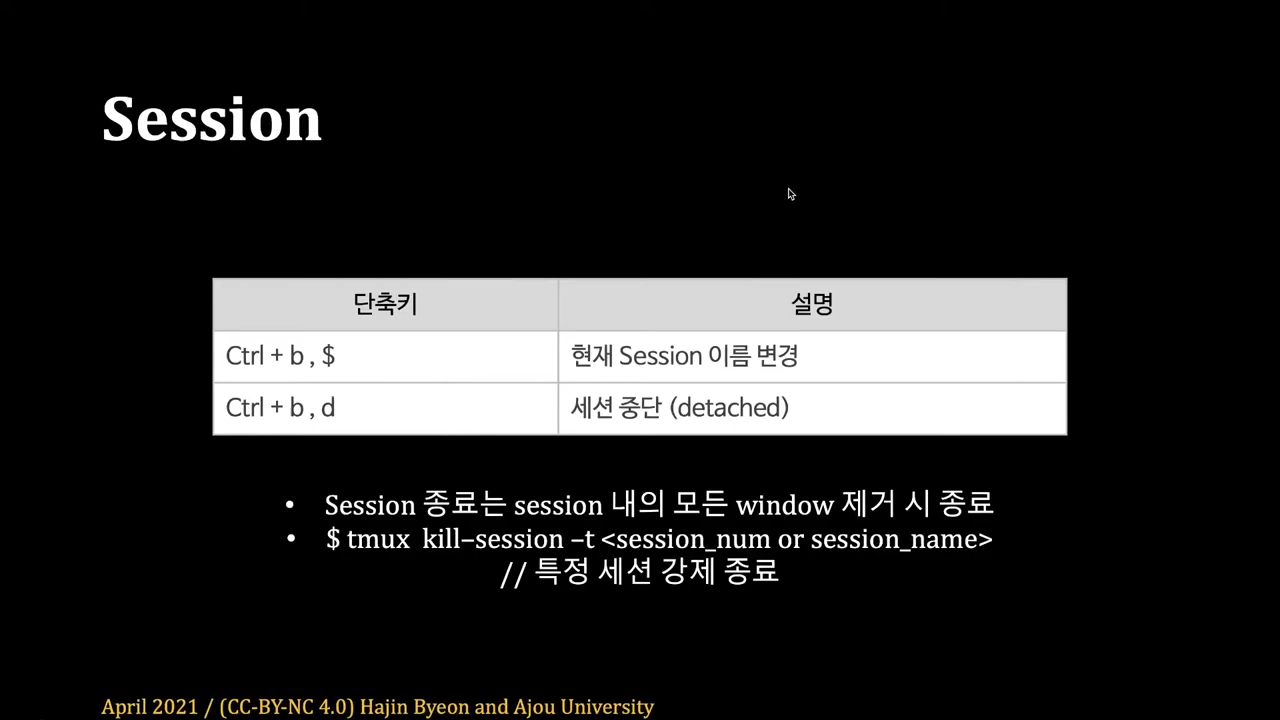 Session
단축키 설명
Ctrl + b , $ 현재 Session 이름 변경
Ctrl + b , d 세션 중단 (detached)
• Session 종료는 session 내의 모든 window 제거 시 종료
• $ tmux kill–session –t <session_num or session_name>
// 특정 세션 강제 종료
April 2021 / (CC-BY-NC 4.0) Hajin Byeon and Ajou University